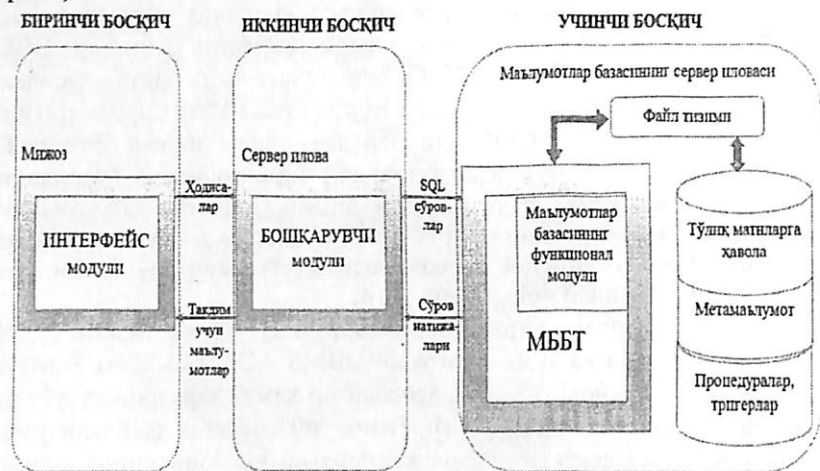 БИРИНЧИ БОСҚИЧ
ИККИНЧИ БОСҚИЧ
УЧИНЧИ БОСҚИЧ
Маълумотлар базасининг сервер иловаси
Файл тизими
Мижоз
Ҳодиса-
лар
Сервер илова
SQL
сўров-
лар
ИНТЕРФЕЙС
модули
БОШҚАРУВЧИ
модули
Маълумотлар
базасининг
функционал
модули
Тўлиқ матнларга
ҳавола
Тақдим
учун
маълу-
мотлар
Сўров
натижа-
лари
МББТ
Метамаълумот
Процедуралар,
триггерлар